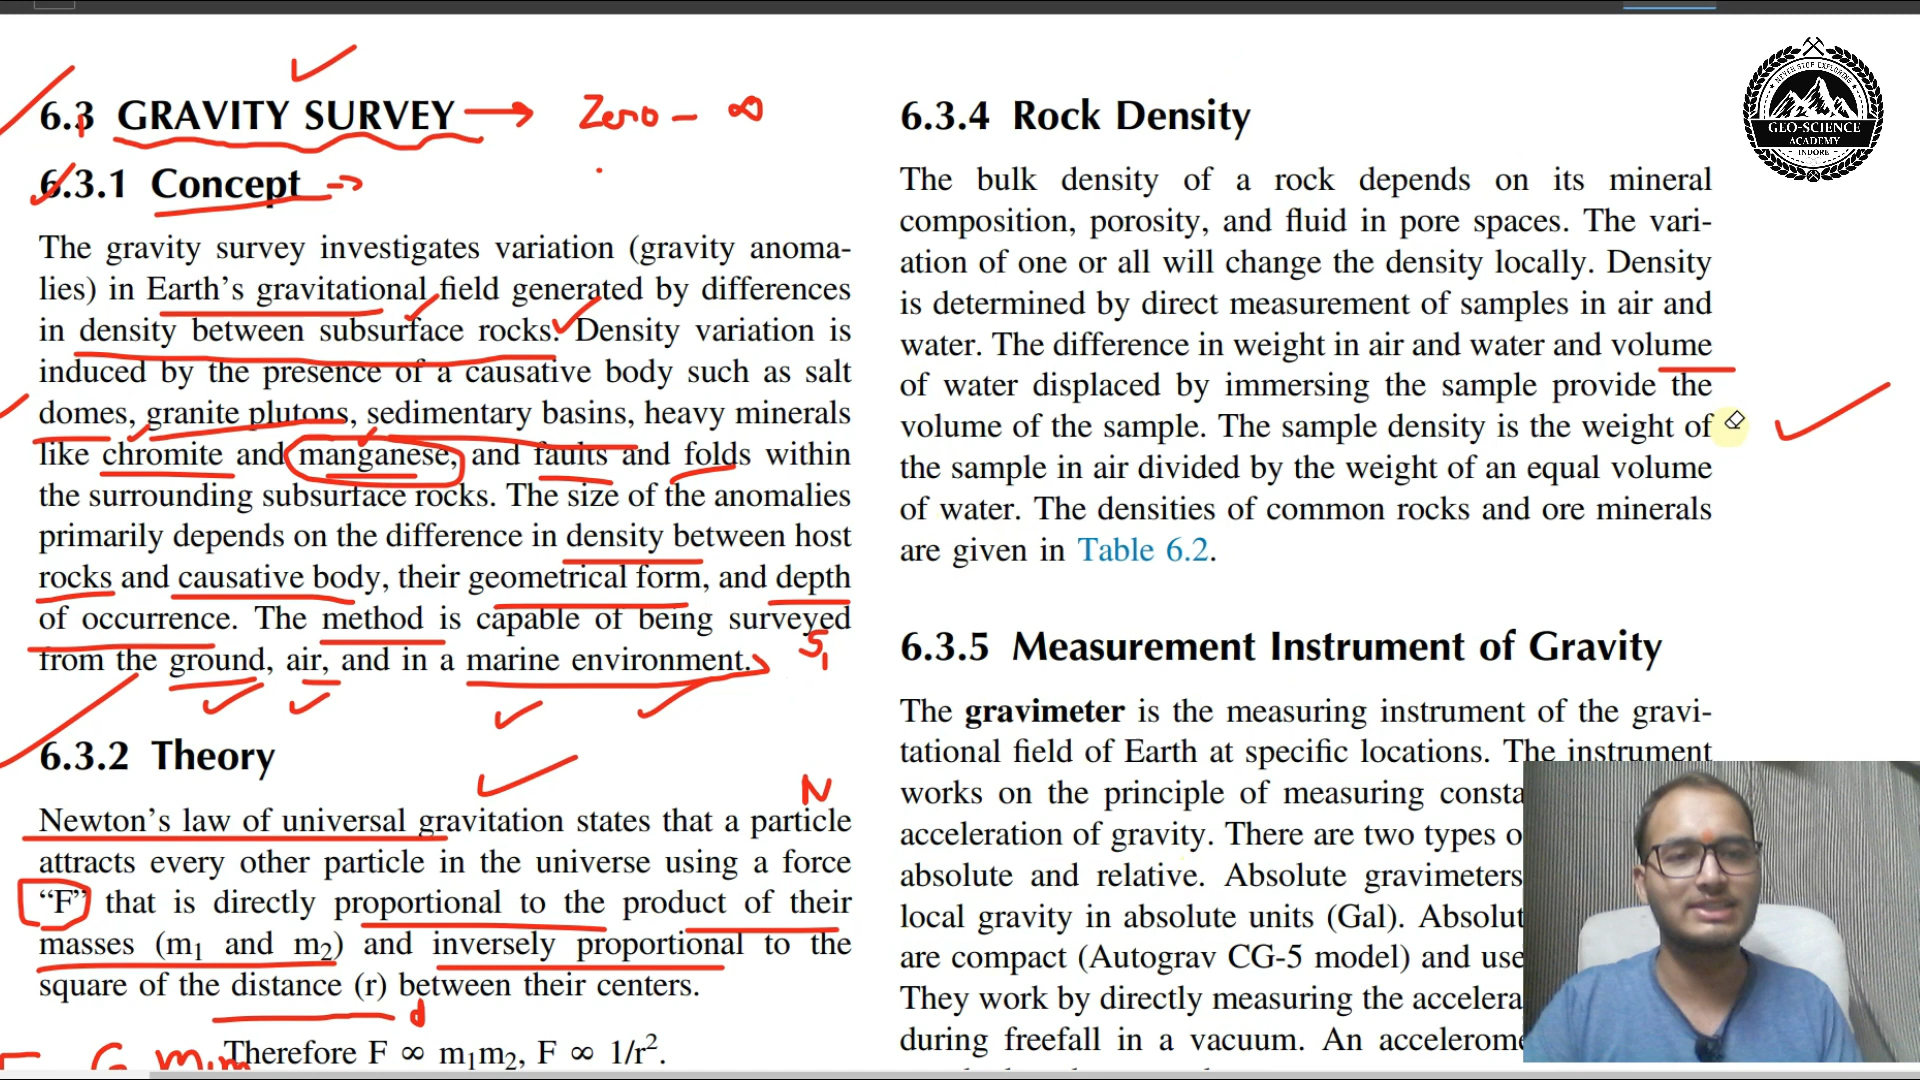 6.3 GRAVITY SURVEY → Zero – ∞
6.3.1 Concept
The gravity survey investigates variation (gravity anoma-
lies) in Earth's gravitational field generated by differences
in density between subsurface rocks. Density variation is
induced by the presence of a causative body such as salt
domes, granite plutons, sedimentary basins, heavy minerals
like chromite and manganese, and faults and folds within
the surrounding subsurface rocks. The size of the anomalies
primarily depends on the difference in density between host
rocks and causative body, their geometrical form, and depth
of occurrence. The method is capable of being surveyed
from the ground, air, and in a marine environment.
6.3.2 Theory
N
Newton's law of universal gravitation states that a particle
attracts every other particle in the universe using a force
“F” that is directly proportional to the product of their
masses (m₁ and m₂) and inversely proportional to the
square of the distance (r) between their centers.
d
Therefore F ∞ m₁m₂, F ∞ 1/r².
6.3.4 Rock Density
The bulk density of a rock depends on its mineral
composition, porosity, and fluid in pore spaces. The vari-
ation of one or all will change the density locally. Density
is determined by direct measurement of samples in air and
water. The difference in weight in air and water and volume
of water displaced by immersing the sample provide the
volume of the sample. The sample density is the weight of
the sample in air divided by the weight of an equal volume
of water. The densities of common rocks and ore minerals
are given in Table 6.2.
6.3.5 Measurement Instrument of Gravity
The gravimeter is the measuring instrument of the gravi-
tational field of Earth at specific locations. The instrument
works on the principle of measuring consta
acceleration of gravity. There are two types o
absolute and relative. Absolute gravimeters
local gravity in absolute units (Gal). Absolut
are compact (Autograv CG-5 model) and use
They work by directly measuring the accelera
during freefall in a vacuum. An accelerome
NEVER STOP EXPLORING
GEO-SCIENCE
ACADEMY
INDORE